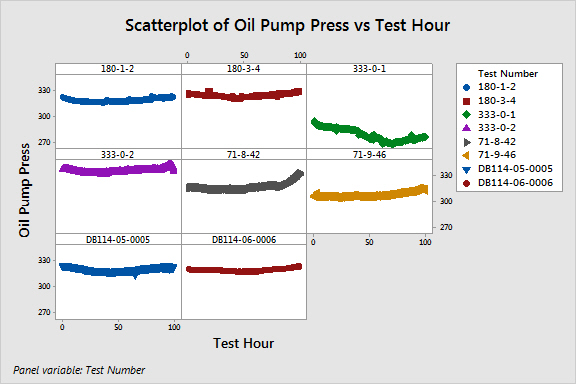 Scatterplot of Oil Pump Press vs Test Hour
0 50 100
180-1-2 180-3-4 333-0-1
330
300
270
333-0-2 71-8-42 71-9-46
330
300
270
DB114-05-0005 DB114-06-0006
0 50 100
330
300
270
0 50 100
Oil Pump Press
Test Hour
Test Number
180-1-2
180-3-4
333-0-1
333-0-2
71-8-42
71-9-46
DB114-05-0005
DB114-06-0006
Panel variable: Test Number